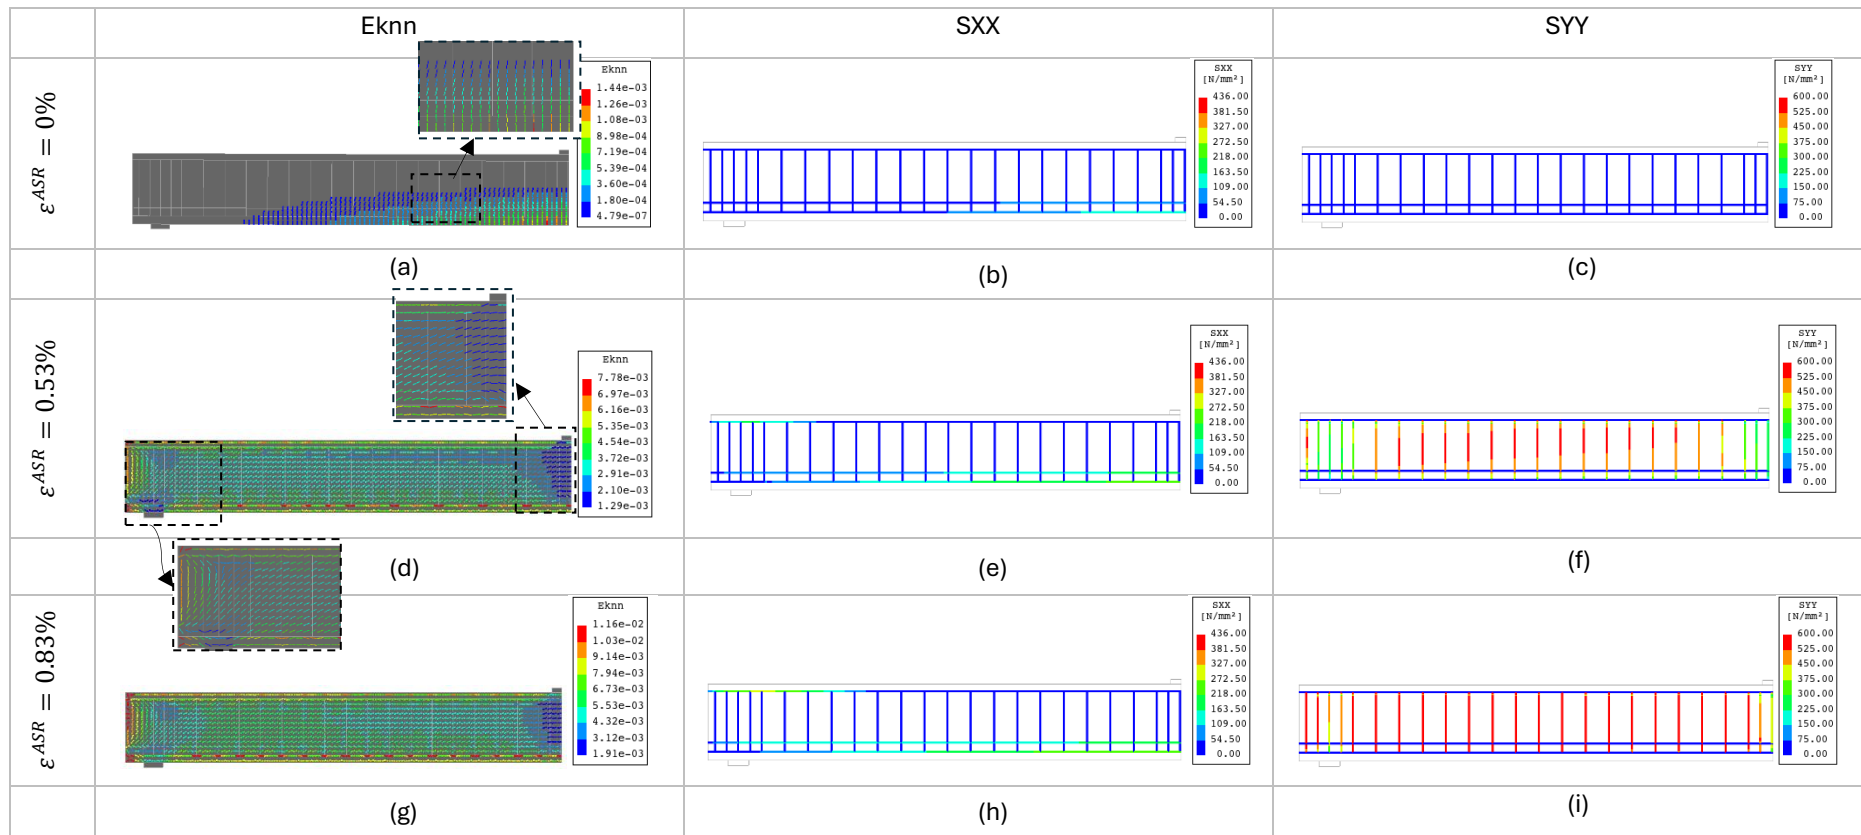 Eknn
SXX
SYY
ε^ASR = 0%
Eknn
1.44e-03
1.26e-03
1.08e-03
8.98e-04
7.19e-04
5.39e-04
3.60e-04
1.80e-04
4.79e-07
SXX
[N/mm²]
436.00
381.50
327.00
272.50
218.00
163.50
109.00
54.50
0.00
SYY
[N/mm²]
600.00
525.00
450.00
375.00
300.00
225.00
150.00
75.00
0.00
(a)
(b)
(c)
ε^ASR = 0.53%
Eknn
7.78e-03
6.97e-03
6.16e-03
5.35e-03
4.54e-03
3.72e-03
2.91e-03
2.10e-03
1.29e-03
SXX
[N/mm²]
436.00
381.50
327.00
272.50
218.00
163.50
109.00
54.50
0.00
SYY
[N/mm²]
600.00
525.00
450.00
375.00
300.00
225.00
150.00
75.00
0.00
(d)
(e)
(f)
ε^ASR = 0.83%
Eknn
1.16e-02
1.03e-02
9.14e-03
7.94e-03
6.73e-03
5.53e-03
4.32e-03
3.12e-03
1.91e-03
SXX
[N/mm²]
436.00
381.50
327.00
272.50
218.00
163.50
109.00
54.50
0.00
SYY
[N/mm²]
600.00
525.00
450.00
375.00
300.00
225.00
150.00
75.00
0.00
(g)
(h)
(i)